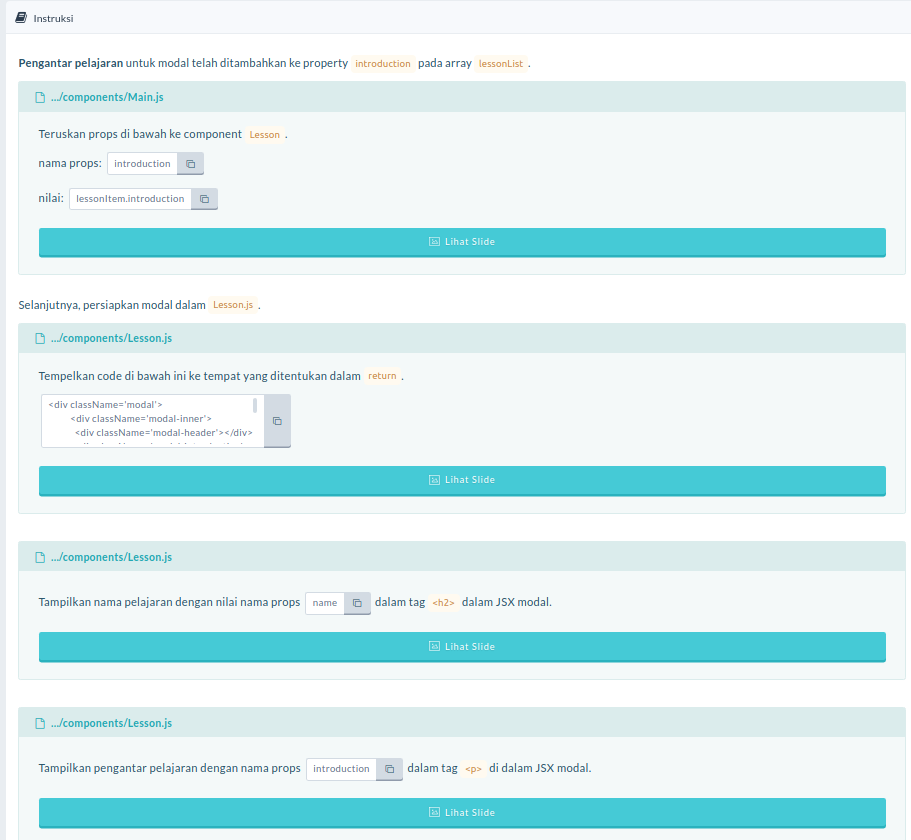 Instruksi
Pengantar pelajaran untuk modal telah ditambahkan ke property introduction pada array lessonList .
.../components/Main.js
Teruskan props di bawah ke component Lesson .
nama props: introduction
nilai: lessonItem.introduction
Lihat Slide
Selanjutnya, persiapkan modal dalam Lesson.js .
.../components/Lesson.js
Tempelkan code di bawah ini ke tempat yang ditentukan dalam return .
<div className='modal'>
<div className='modal-inner'>
<div className='modal-header'></div>
Lihat Slide
.../components/Lesson.js
Tampilkan nama pelajaran dengan nilai nama props name dalam tag <h2> dalam JSX modal.
Lihat Slide
.../components/Lesson.js
Tampilkan pengantar pelajaran dengan nama props introduction dalam tag <p> di dalam JSX modal.
Lihat Slide